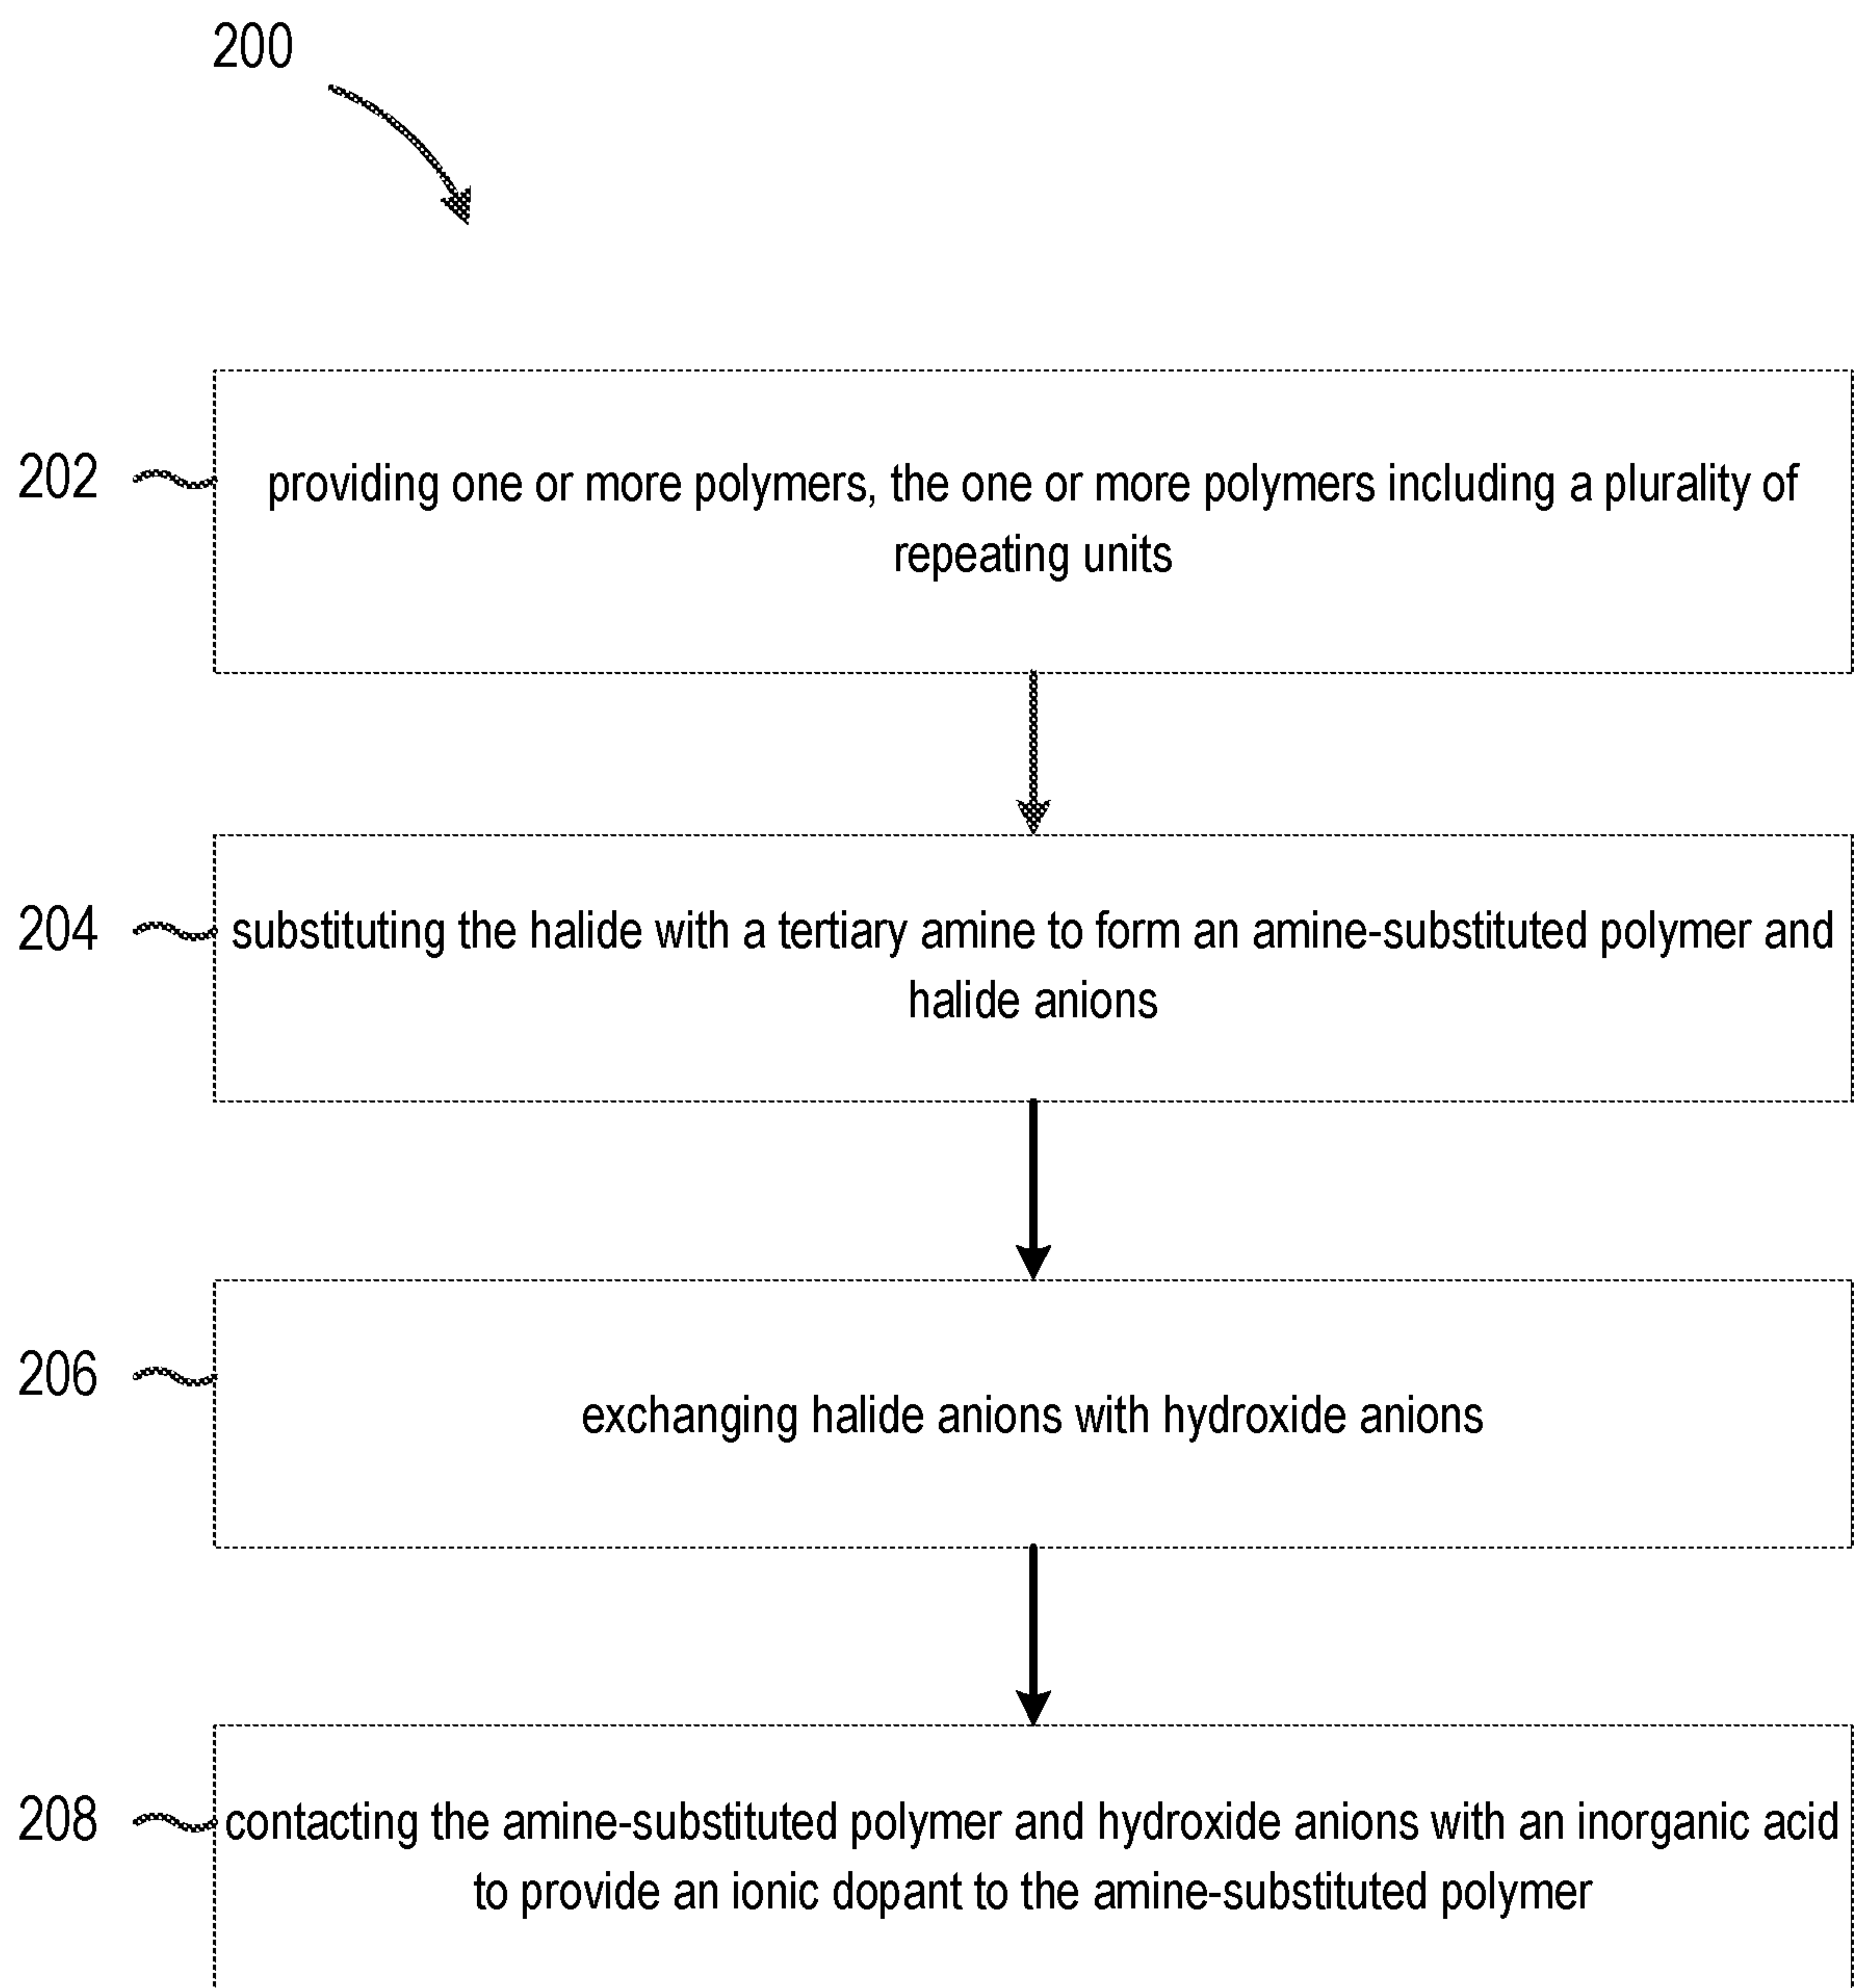 200
202
providing one or more polymers, the one or more polymers including a plurality of
repeating units
204
substituting the halide with a tertiary amine to form an amine-substituted polymer and
halide anions
206
exchanging halide anions with hydroxide anions
208
contacting the amine-substituted polymer and hydroxide anions with an inorganic acid
to provide an ionic dopant to the amine-substituted polymer